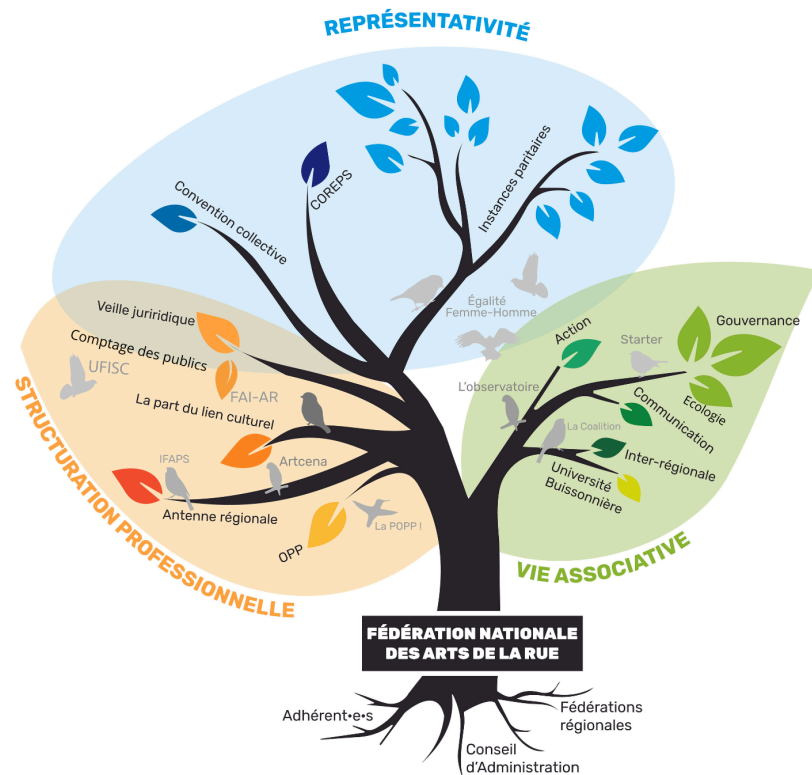 REPRÉSENTATIVITÉ
Convention collective
COREPS
Instances paritaires
Égalité
Femme-Homme
Veille juriridique
Comptage des publics
UFISC
FAI-AR
La part du lien culturel
IFAPS
Artcena
Antenne régionale
La POPP !
OPP
STRUCTURATION PROFESSIONNELLE
Action
Starter
Gouvernance
L'observatoire
Ecologie
Communication
La Coalition
Inter-régionale
Université
Buissonnière
VIE ASSOCIATIVE
FÉDÉRATION NATIONALE
DES ARTS DE LA RUE
Adhérent•e•s
Fédérations
régionales
Conseil
d'Administration